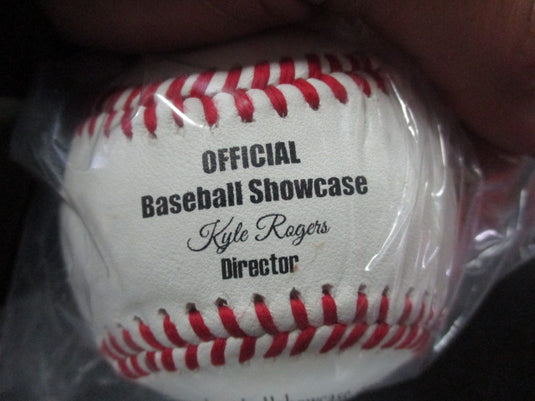 OFFICIAL
Baseball Showcase
Kyle Rogers
Director